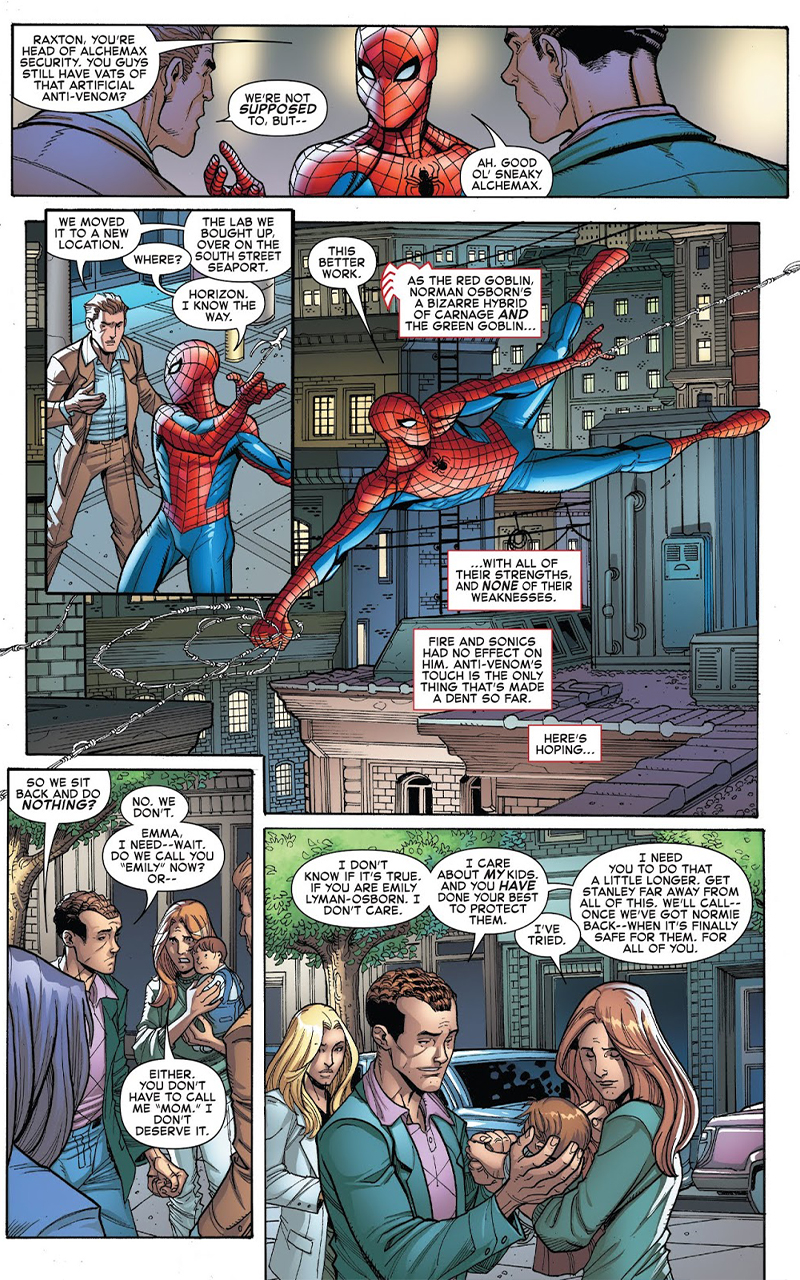 RAXTON, YOU'RE
HEAD OF ALCHEMAX
SECURITY. YOU GUYS
STILL HAVE VATS OF
THAT ARTIFICIAL
ANTI-VENOM?
WE'RE NOT
SUPPOSED
TO, BUT--
AH. GOOD
OL' SNEAKY
ALCHEMAX.
WE MOVED
IT TO A NEW
LOCATION.
WHERE?
THE LAB WE
BOUGHT UP,
OVER ON THE
SOUTH STREET
SEAPORT.
HORIZON.
I KNOW THE
WAY.
THIS
BETTER
WORK.
AS THE RED GOBLIN,
NORMAN OSBORN'S
A BIZARRE HYBRID
OF CARNAGE AND
THE GREEN GOBLIN...
...WITH ALL OF
THEIR STRENGTHS,
AND NONE OF THEIR
WEAKNESSES.
FIRE AND SONICS
HAD NO EFFECT ON
HIM. ANTI-VENOM'S
TOUCH IS THE ONLY
THING THAT'S MADE
A DENT SO FAR.
HERE'S
HOPING...
SO WE SIT
BACK AND DO
NOTHING?
NO. WE
DON'T.
EMMA,
I NEED--WAIT.
DO WE CALL YOU
"EMILY" NOW?
OR--
EITHER.
YOU DON'T
HAVE TO CALL
ME "MOM." I
DON'T
DESERVE IT.
I DON'T
KNOW IF IT'S TRUE.
IF YOU ARE EMILY
LYMAN-OSBORN. I
DON'T CARE.
I CARE
ABOUT MY KIDS.
AND YOU HAVE
DONE YOUR BEST
TO PROTECT
THEM.
I'VE
TRIED.
I NEED
YOU TO DO THAT
A LITTLE LONGER. GET
STANLEY FAR AWAY FROM
ALL OF THIS. WE'LL CALL--
ONCE WE'VE GOT NORMIE
BACK--WHEN IT'S FINALLY
SAFE FOR THEM. FOR
ALL OF YOU.